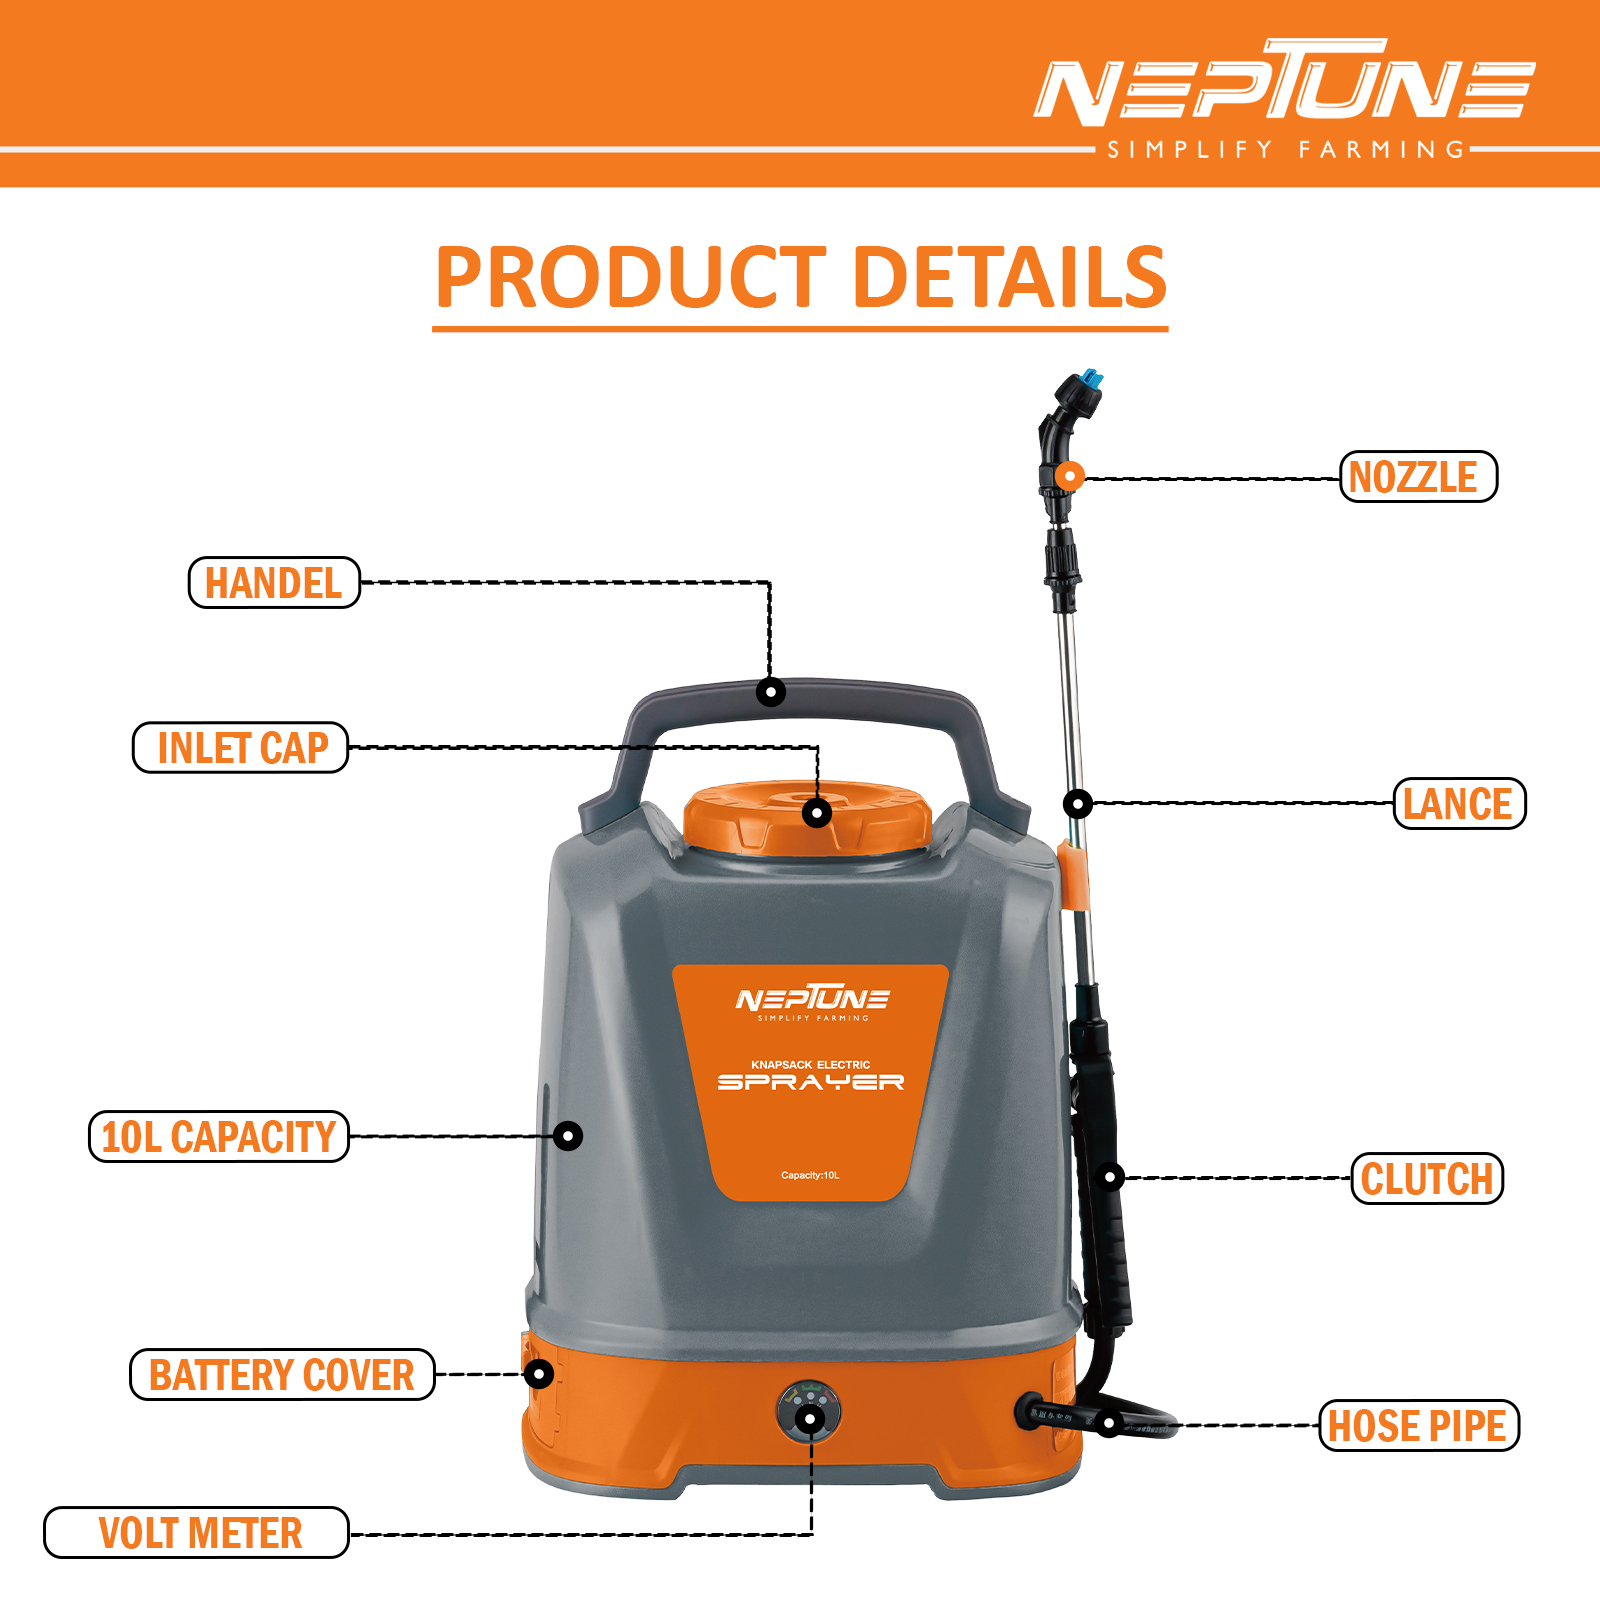 NEPTUNE
SIMPLIFY FARMING
PRODUCT DETAILS
NOZZLE
HANDEL
INLET CAP
LANCE
NEPTUNE
SIMPLIFY FARMING
KNAPSACK ELECTRIC
SPRAYER
10L CAPACITY
Capacity:10L
CLUTCH
BATTERY COVER
HOSE PIPE
VOLT METER